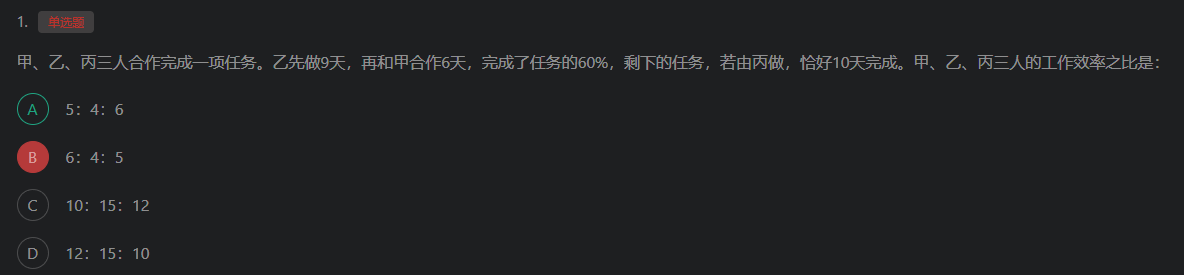 1. 单选题
甲、乙、丙三人合作完成一项任务。乙先做9天，再和甲合作6天，完成了任务的60%，剩下的任务，若由丙做，恰好10天完成。甲、乙、丙三人的工作效率之比是：
A 5：4：6
B 6：4：5
C 10：15：12
D 12：15：10